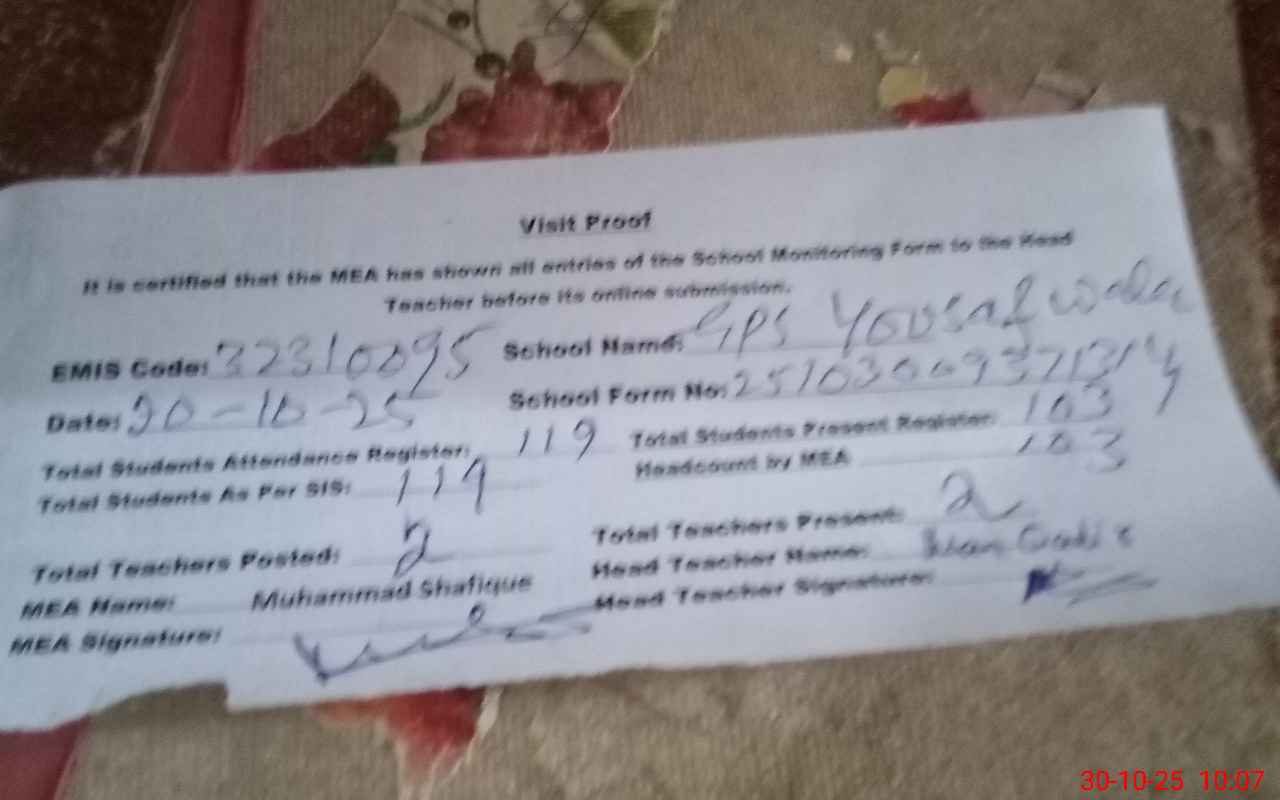 Visit Proof
It is certified that the MEA has shown all entries of the School Monitoring Form to the Head
Teacher before its online submission.
EMIS Code: 32310095 School Name: GPS Yousaf wala
Date: 30-10-25 School Form No:
Total Students Attendance Register: 119 Total Students Present Register: 103
Total Students As Per SIS: 119 Headcount by MEA 103
Total Teachers Posted: 2 Total Teachers Present: 2
MEA Name: Muhammad Shafique Head Teacher Name:
MEA Signature: Head Teacher Signature:
30-10-25 10:07